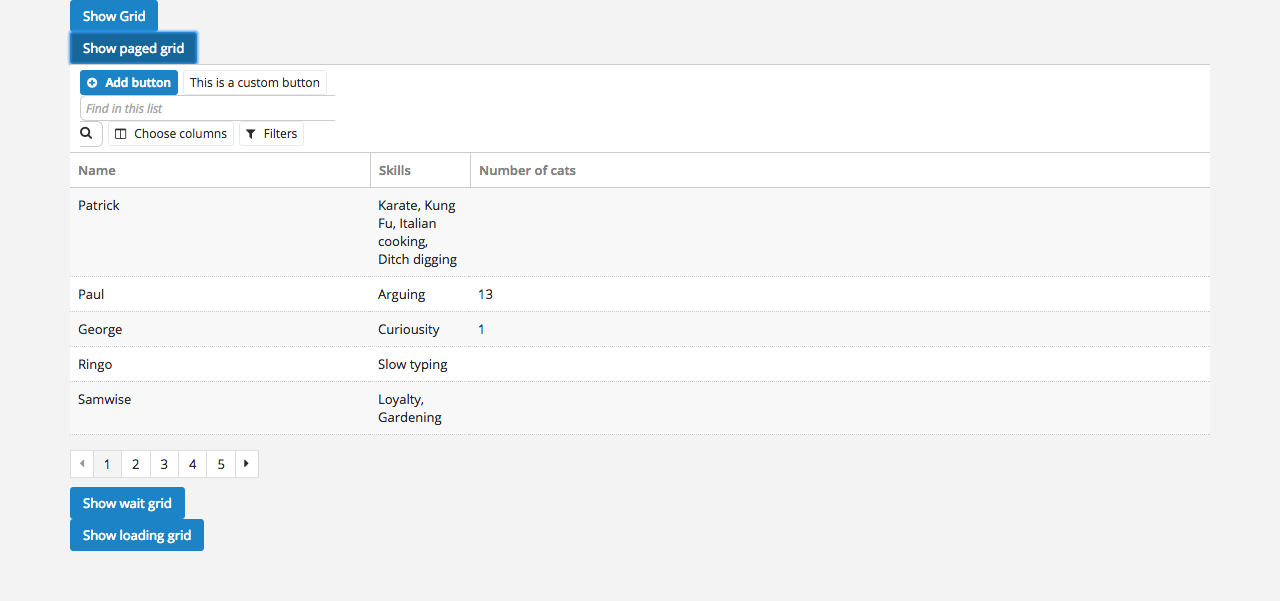 Show Grid
Show paged grid
Add button This is a custom button
Find in this list
Choose columns Filters
Name Skills Number of cats
Patrick Karate, Kung
Fu, Italian
cooking,
Ditch digging
Paul Arguing 13
George Curiousity 1
Ringo Slow typing
Samwise Loyalty,
Gardening
1 2 3 4 5
Show wait grid
Show loading grid